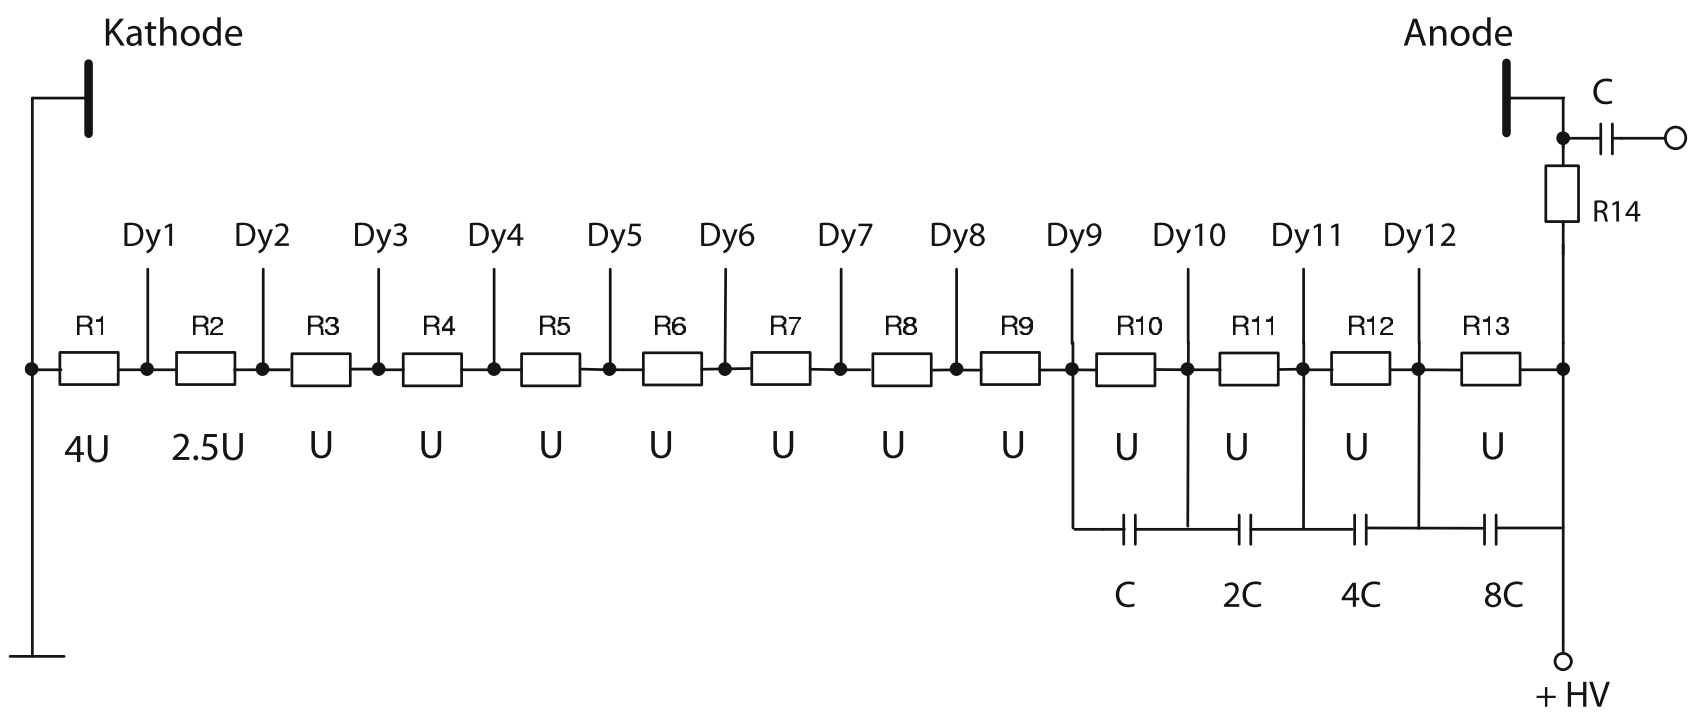 Kathode
Anode
C
R14
Dy1 Dy2 Dy3 Dy4 Dy5 Dy6 Dy7 Dy8 Dy9 Dy10 Dy11 Dy12
R1 R2 R3 R4 R5 R6 R7 R8 R9 R10 R11 R12 R13
4U 2.5U U U U U U U U U U U U
C 2C 4C 8C
+ HV